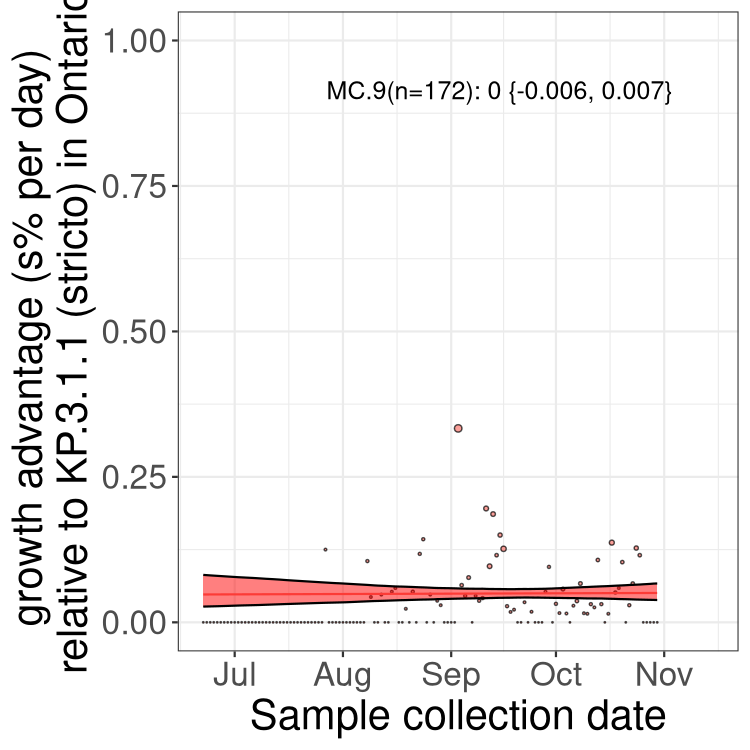 growth advantage (s% per day)
relative to KP.3.1.1 (stricto) in Ontario
1.00
0.75
0.50
0.25
0.00
MC.9(n=172): 0 {-0.006, 0.007}
Jul Aug Sep Oct Nov
Sample collection date